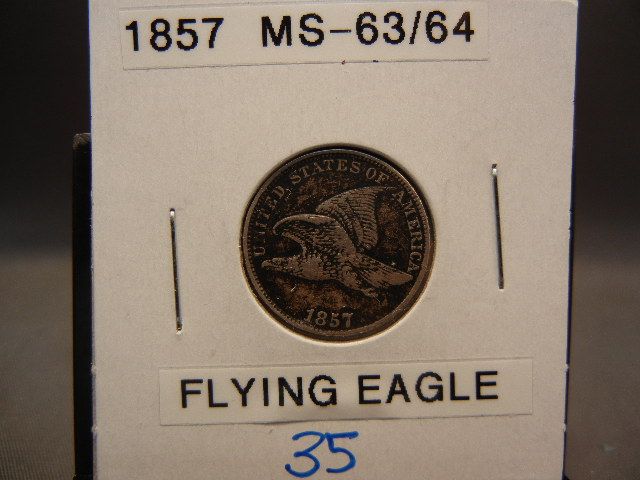 1857 MS-63/64
UNITED STATES OF AMERICA
1857
FLYING EAGLE
35